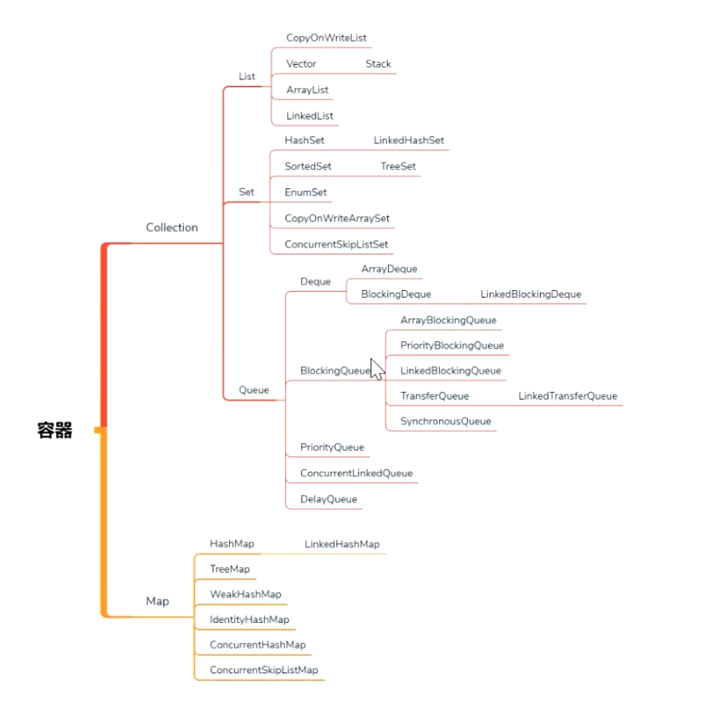 CopyOnWriteList
Vector Stack
List
ArrayList
LinkedList
HashSet LinkedHashSet
SortedSet TreeSet
Set
EnumSet
CopyOnWriteArraySet
Collection
ConcurrentSkipListSet
ArrayDeque
Deque
BlockingDeque LinkedBlockingDeque
ArrayBlockingQueue
PriorityBlockingQueue
BlockingQueue
LinkedBlockingQueue
Queue
TransferQueue LinkedTransferQueue
SynchronousQueue
容器
PriorityQueue
ConcurrentLinkedQueue
DelayQueue
HashMap LinkedHashMap
TreeMap
WeakHashMap
Map
IdentityHashMap
ConcurrentHashMap
ConcurrentSkipListMap